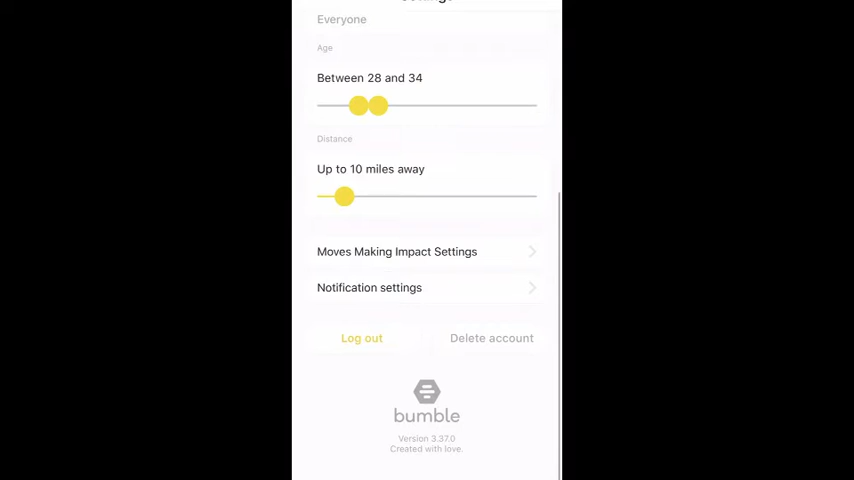 Everyone
Age
Between 28 and 34
Distance
Up to 10 miles away
Moves Making Impact Settings
Notification settings
Log out
Delete account
bumble
Version 3.37.0
Created with love.